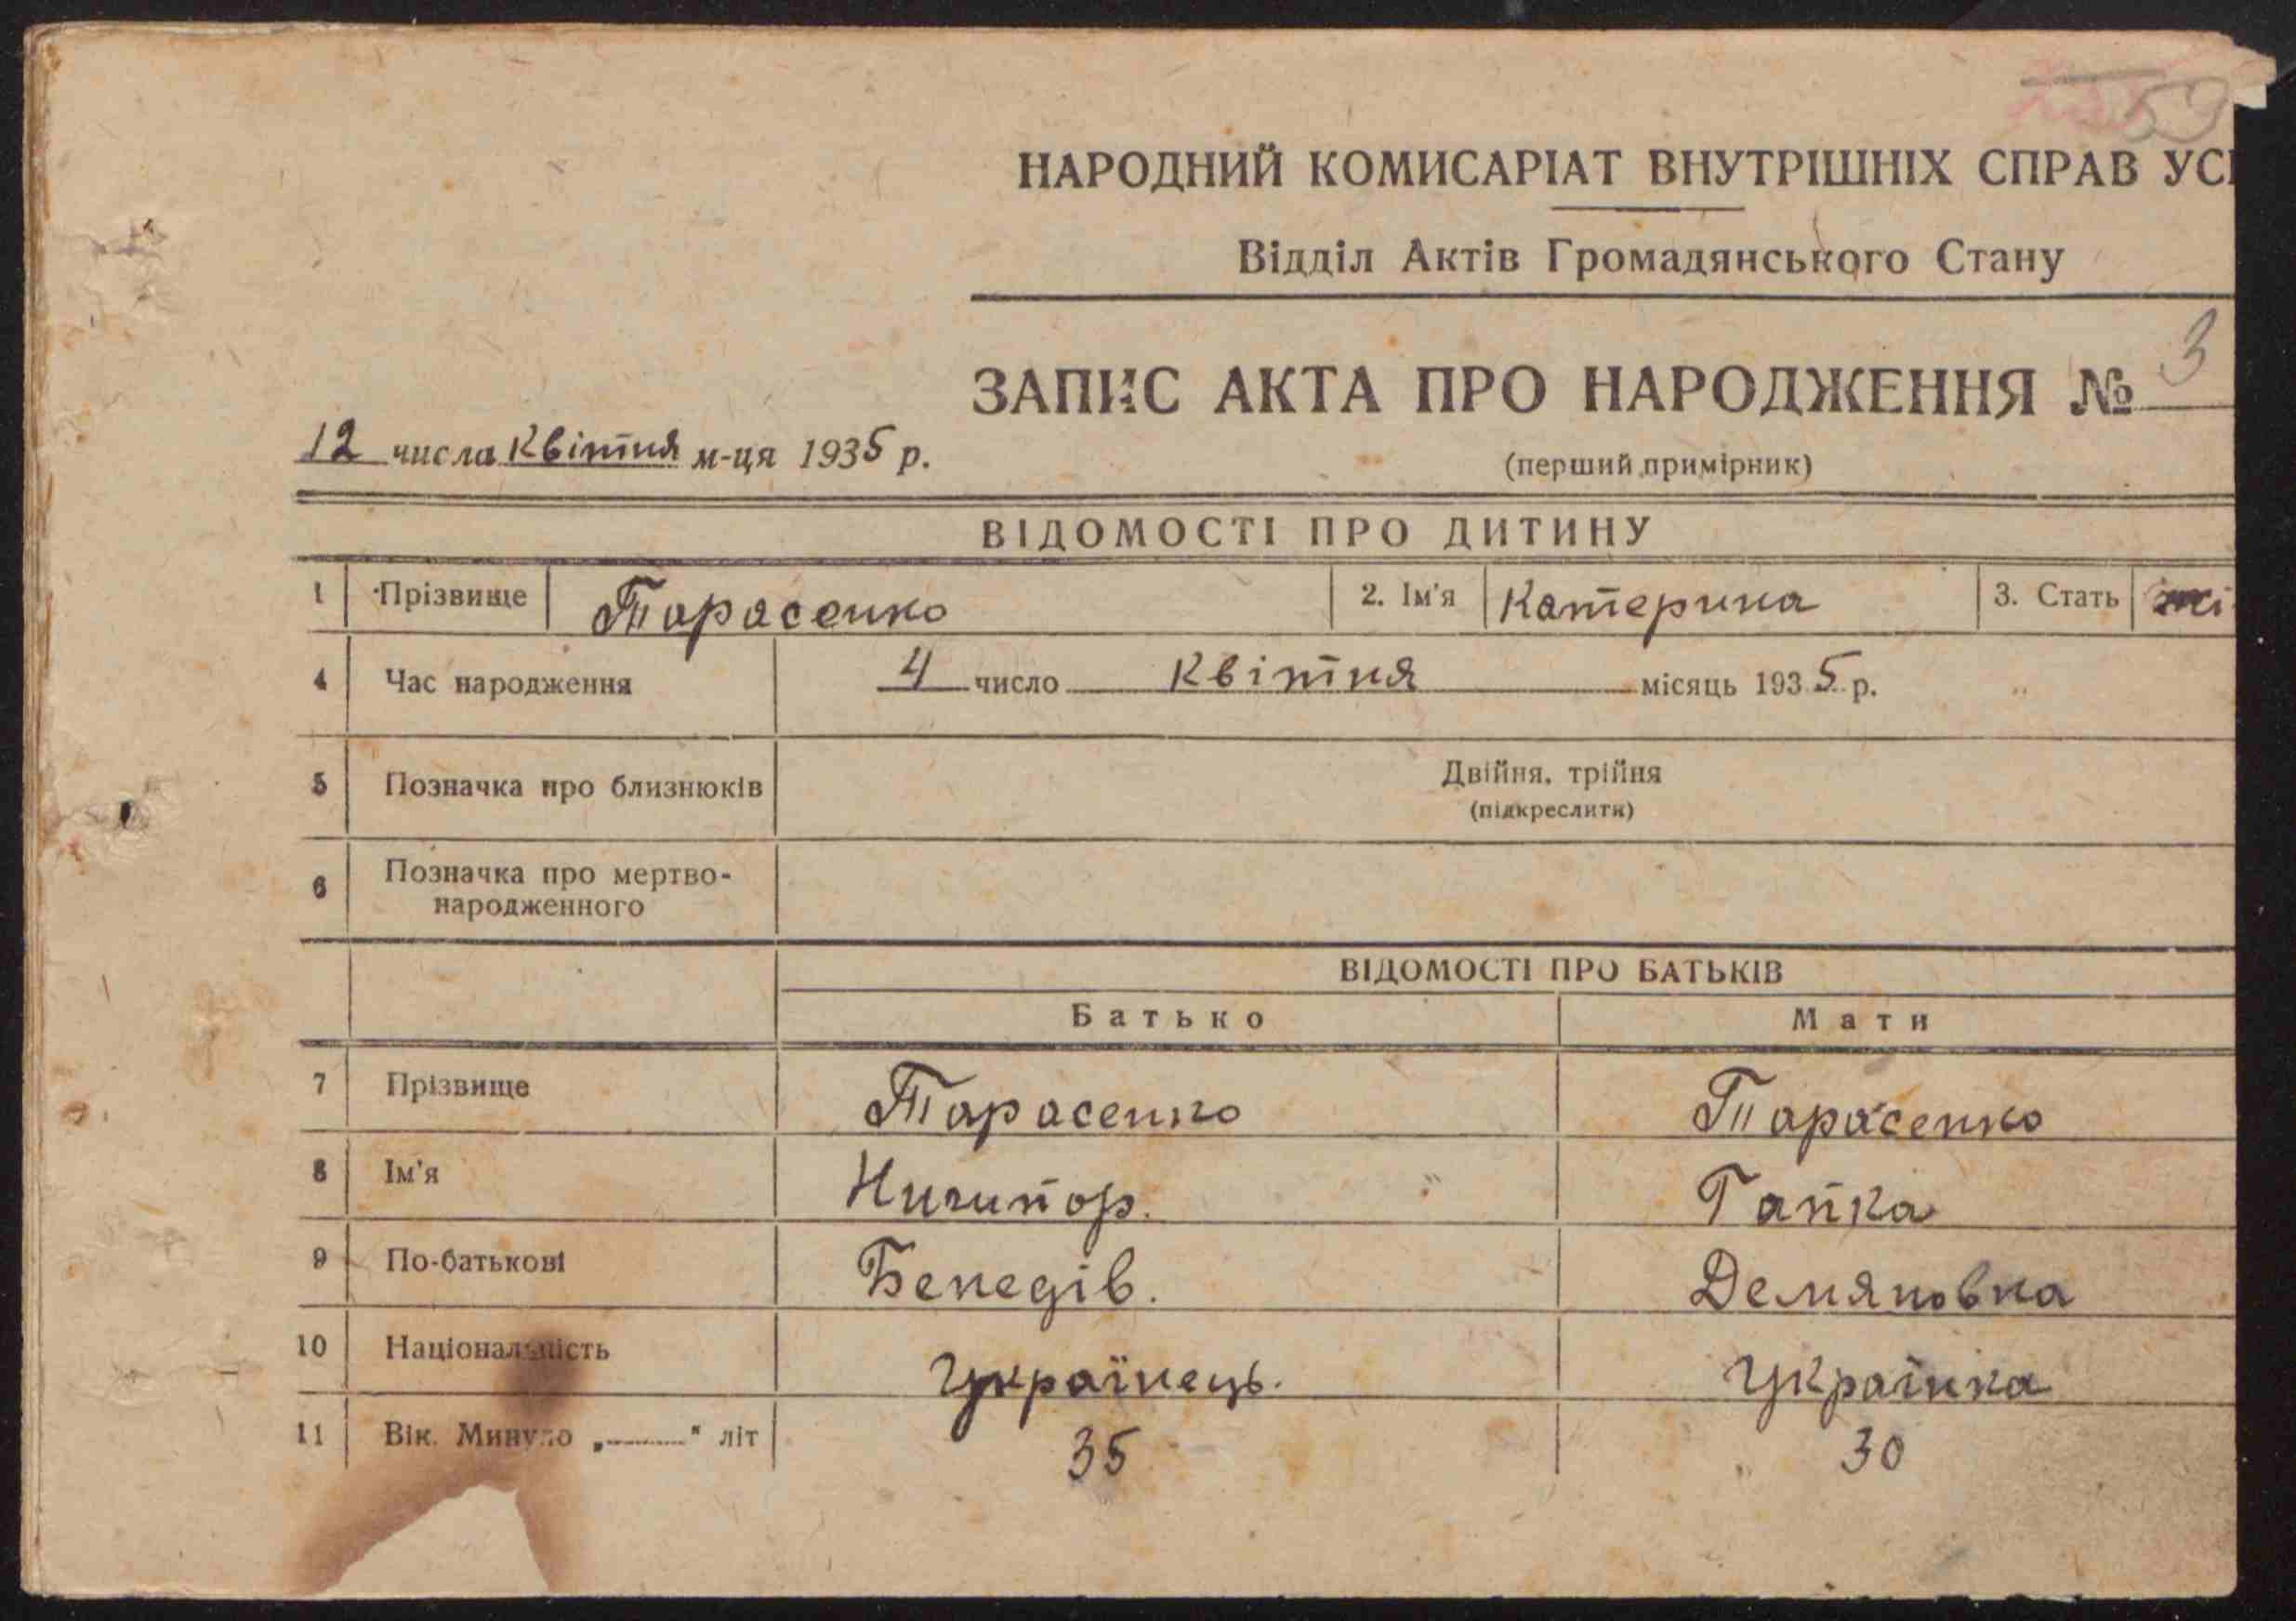 59
НАРОДНИЙ КОМИСАРІАТ ВНУТРІШНІХ СПРАВ УС
Відділ Актів Громадянського Стану
ЗАПИС АКТА ПРО НАРОДЖЕННЯ № 3
12 числа Квітня м-ця 1935 р.
(перший примірник)
ВІДОМОСТІ ПРО ДИТИНУ
1 Прізвище Тарасенко 2. Ім'я Катерина 3. Стать жі
4 Час народження 4 число Квітня місяць 1935 р.
5 Позначка про близнюків Двійня, трійня
(підкреслити)
6 Позначка про мертво-
народженного
ВІДОМОСТІ ПРО БАТЬКІВ
Батько Мати
7 Прізвище Тарасенко Тарасенко
8 Ім'я Ничипор. Гапка
9 По-батькові Бенедів. Демяновна
10 Національність Українець. Українка
11 Вік. Минуло „ " літ 35 30